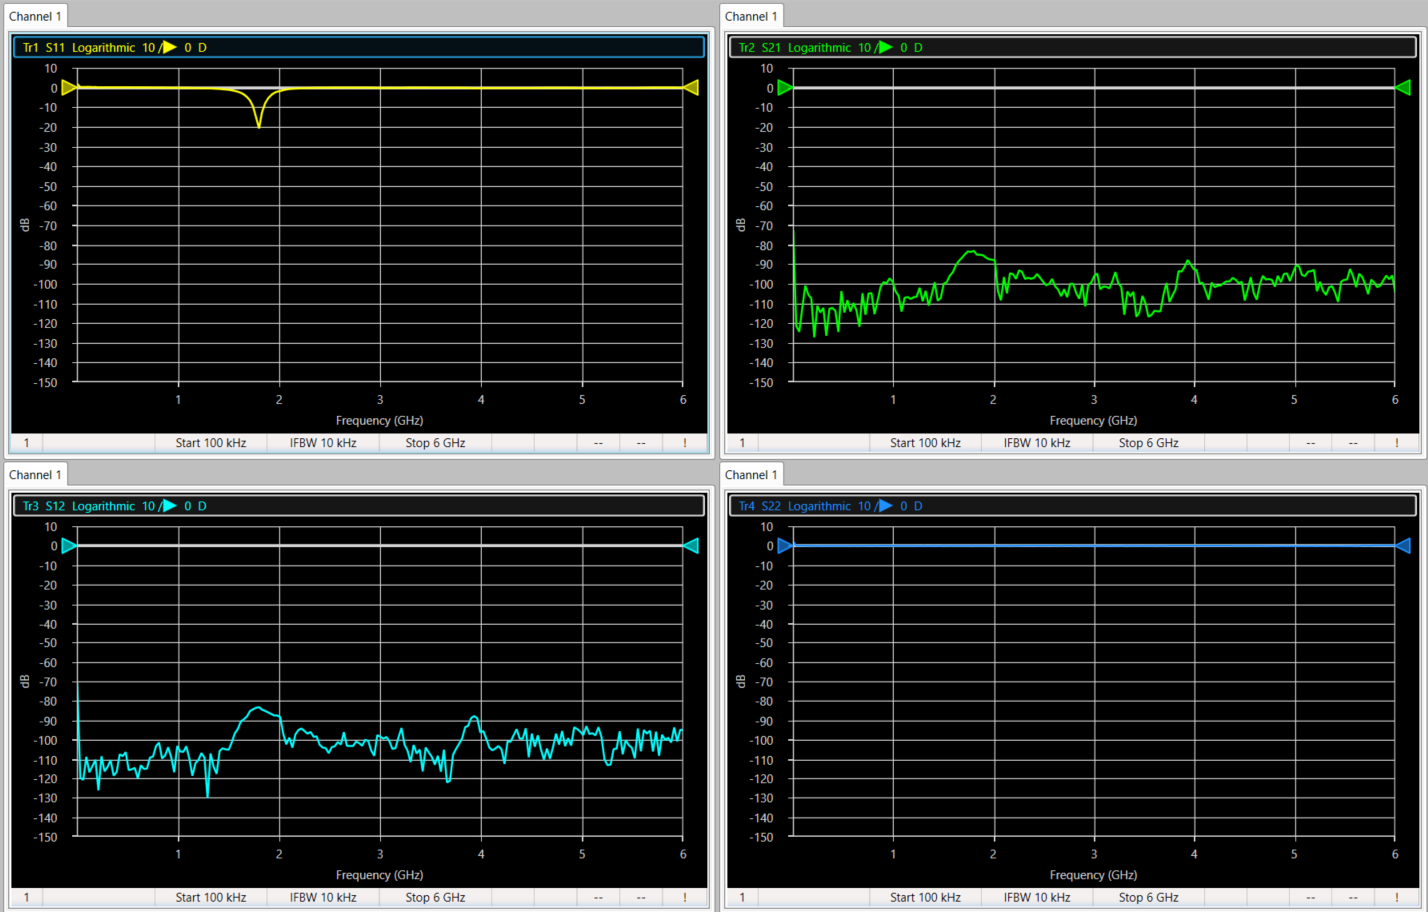 Channel 1
Tr1 S11 Logarithmic 10 /▶ 0 D
10
0
-10
-20
-30
-40
-50
-60
-70
-80
-90
-100
-110
-120
-130
-140
-150
dB
1 2 3 4 5 6
Frequency (GHz)
1 Start 100 kHz IFBW 10 kHz Stop 6 GHz -- -- !
Channel 1
Tr2 S21 Logarithmic 10 /▶ 0 D
10
0
-10
-20
-30
-40
-50
-60
-70
-80
-90
-100
-110
-120
-130
-140
-150
dB
1 2 3 4 5 6
Frequency (GHz)
1 Start 100 kHz IFBW 10 kHz Stop 6 GHz -- -- !
Channel 1
Tr3 S12 Logarithmic 10 /▶ 0 D
10
0
-10
-20
-30
-40
-50
-60
-70
-80
-90
-100
-110
-120
-130
-140
-150
dB
1 2 3 4 5 6
Frequency (GHz)
1 Start 100 kHz IFBW 10 kHz Stop 6 GHz -- -- !
Channel 1
Tr4 S22 Logarithmic 10 /▶ 0 D
10
0
-10
-20
-30
-40
-50
-60
-70
-80
-90
-100
-110
-120
-130
-140
-150
dB
1 2 3 4 5 6
Frequency (GHz)
1 Start 100 kHz IFBW 10 kHz Stop 6 GHz -- -- !